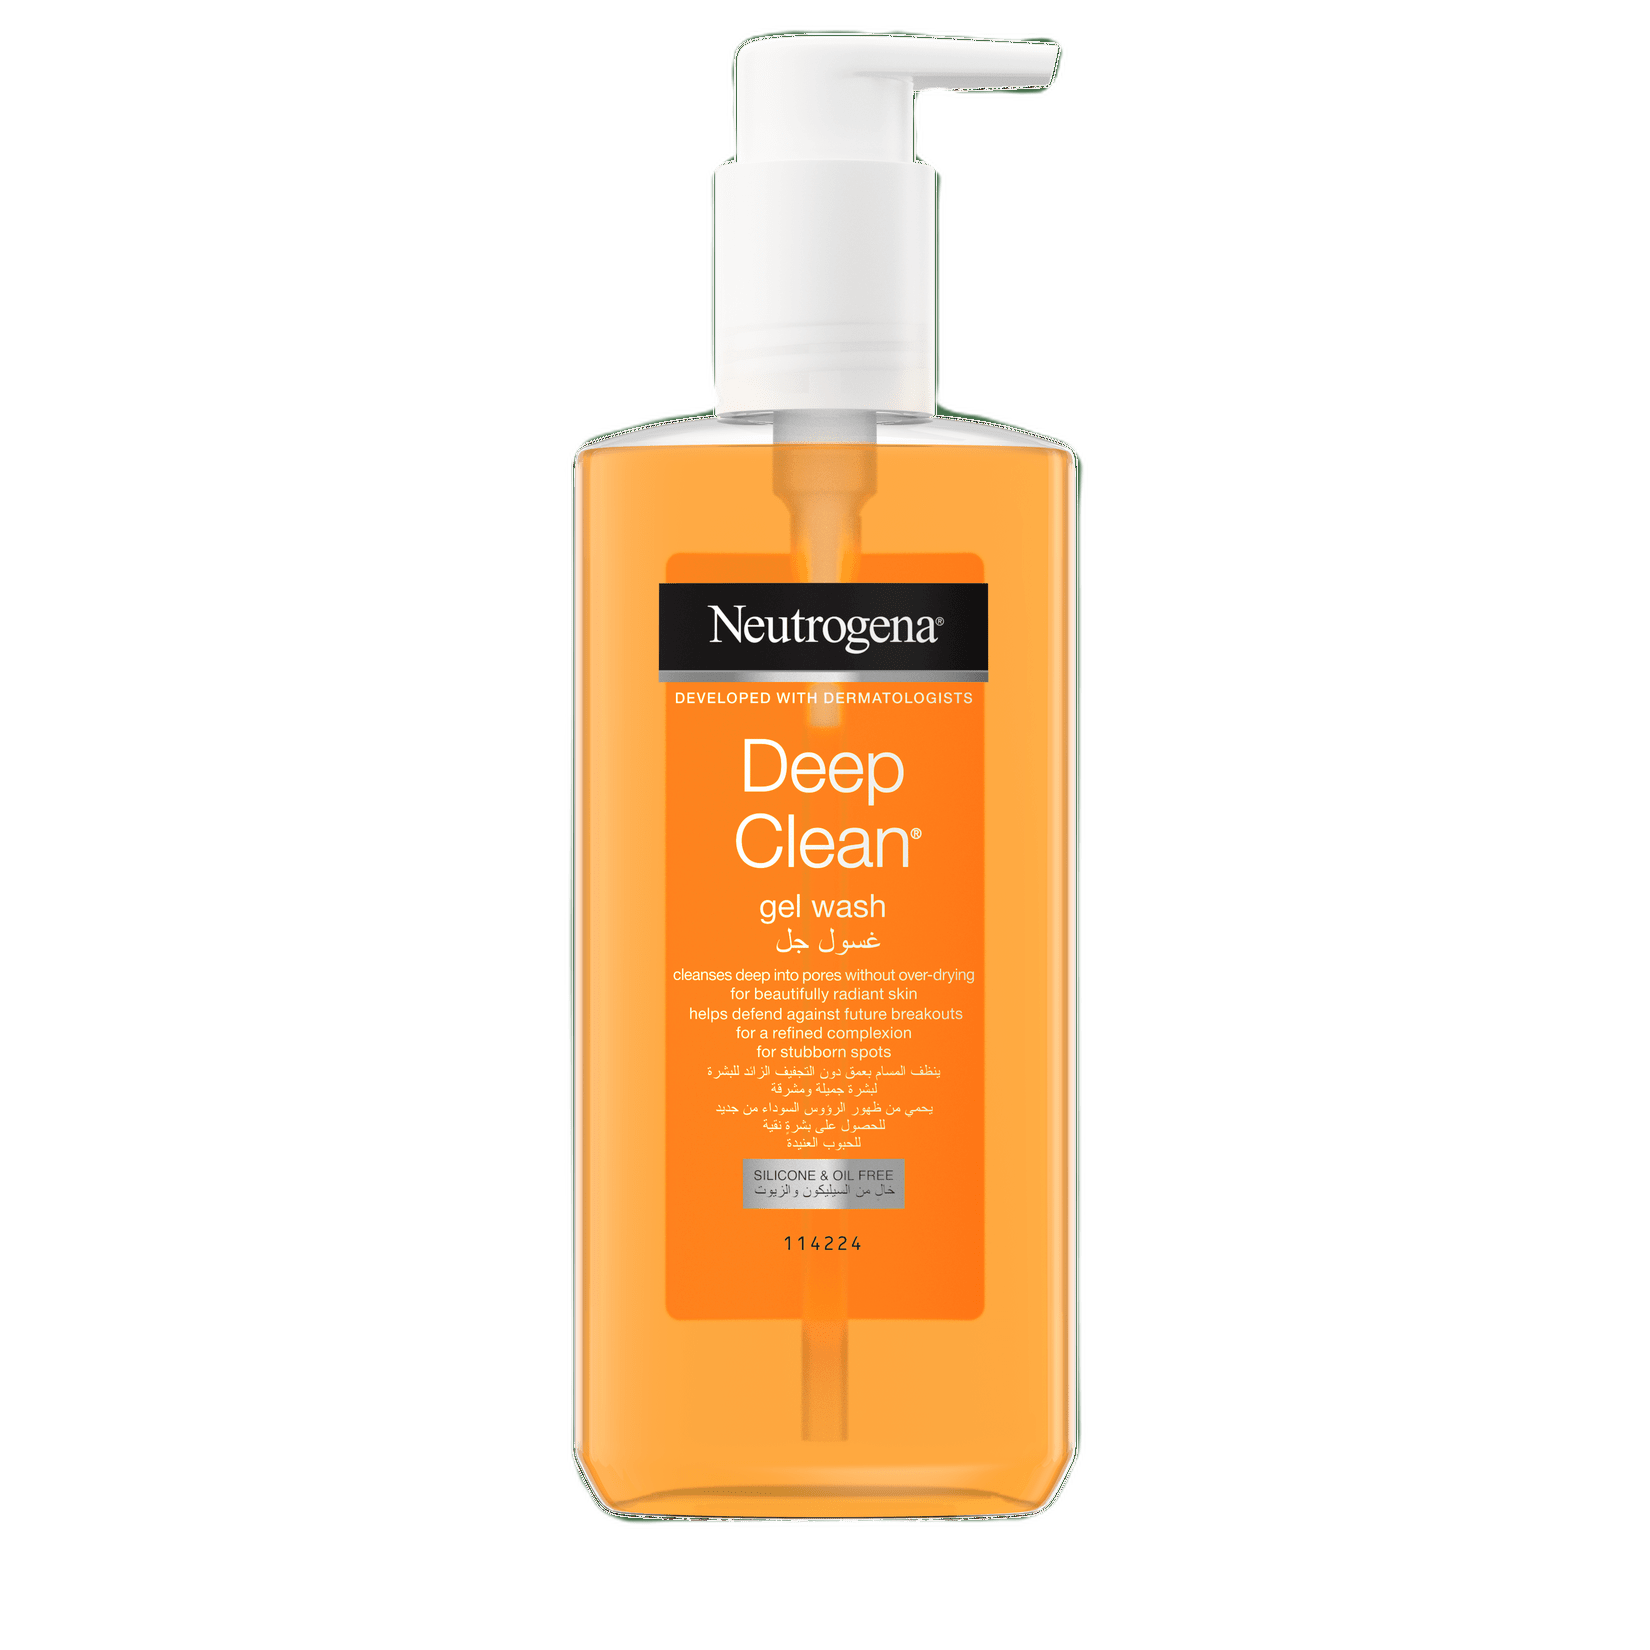 Neutrogena®
DEVELOPED WITH DERMATOLOGISTS
Deep
Clean®
gel wash
غسول جل
cleanses deep into pores without over-drying
for beautifully radiant skin
helps defend against future breakouts
for a refined complexion
for stubborn spots
ينظف المسام بعمق دون التجفيف الزائد للبشرة
لبشرة جميلة ومشرقة
يحمي من ظهور الرؤوس السوداء من جديد
للحصول على بشرةٍ نقية
للحبوب العنيدة
SILICONE & OIL FREE
خالٍ من السيليكون والزيوت
114224